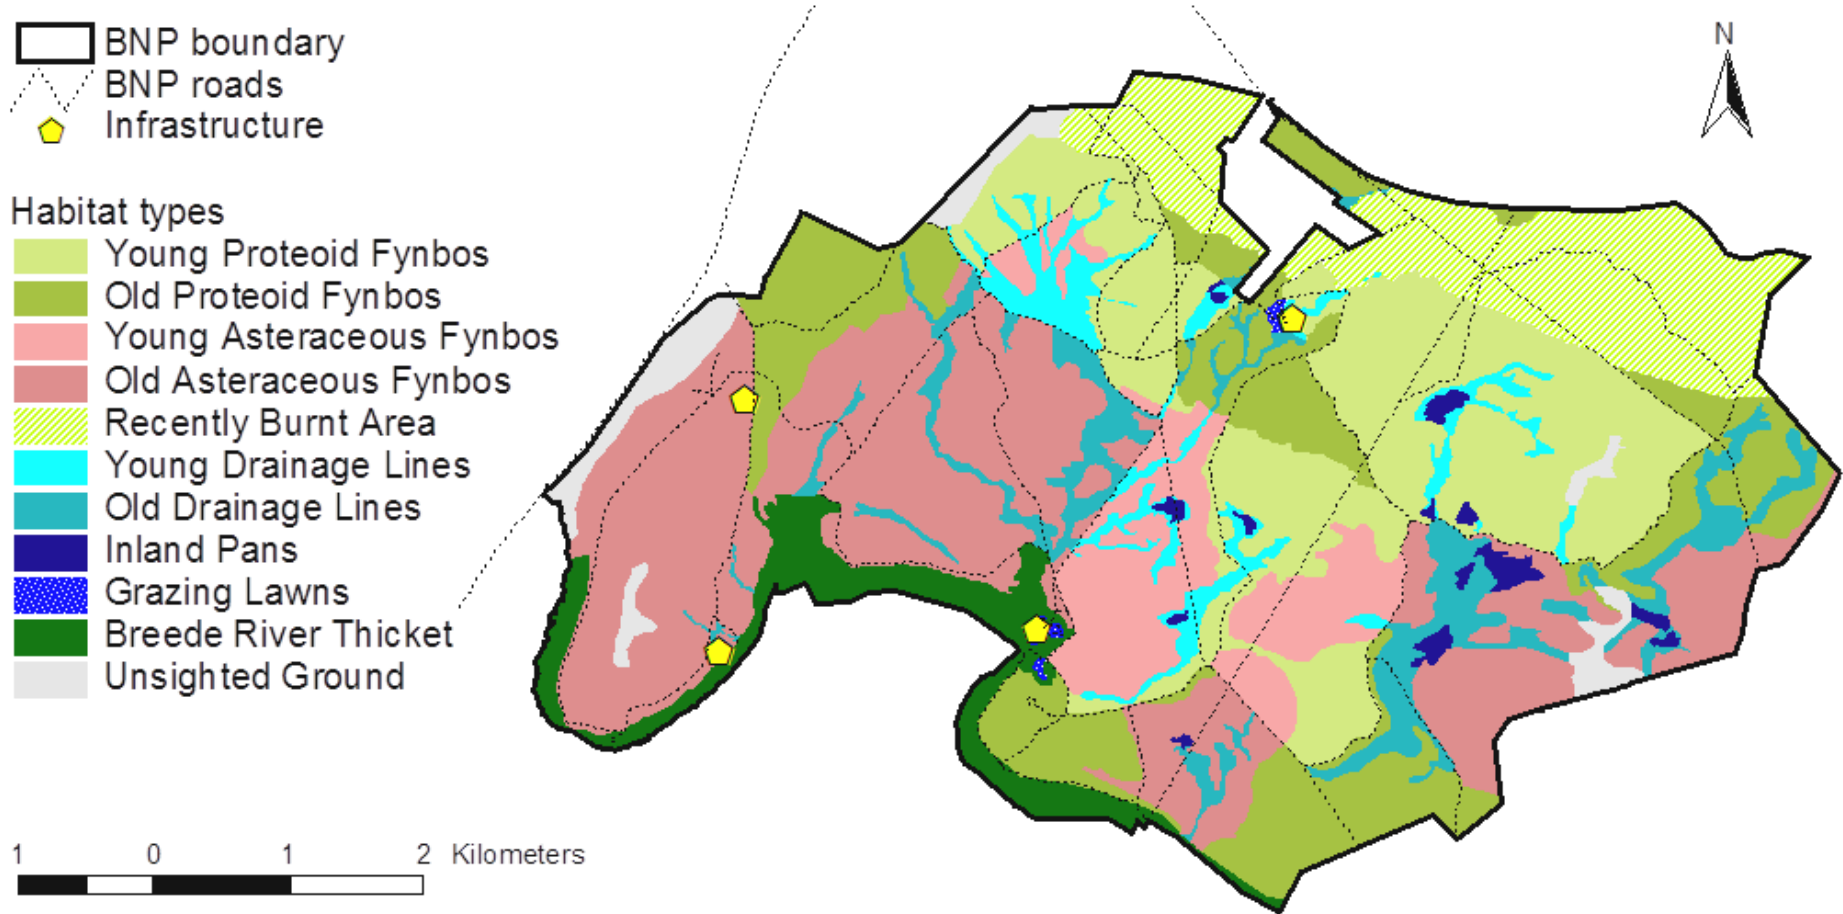 BNP boundary
BNP roads
Infrastructure
Habitat types
Young Proteoid Fynbos
Old Proteoid Fynbos
Young Asteraceous Fynbos
Old Asteraceous Fynbos
Recently Burnt Area
Young Drainage Lines
Old Drainage Lines
Inland Pans
Grazing Lawns
Breede River Thicket
Unsighted Ground
1 0 1 2 Kilometers
N